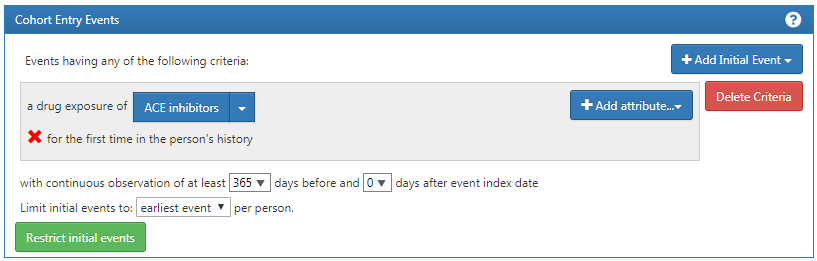 Cohort Entry Events ?
Events having any of the following criteria:
+ Add Initial Event
a drug exposure of ACE inhibitors
+ Add attribute...
Delete Criteria
for the first time in the person's history
with continuous observation of at least 365 days before and 0 days after event index date
Limit initial events to: earliest event per person.
Restrict initial events